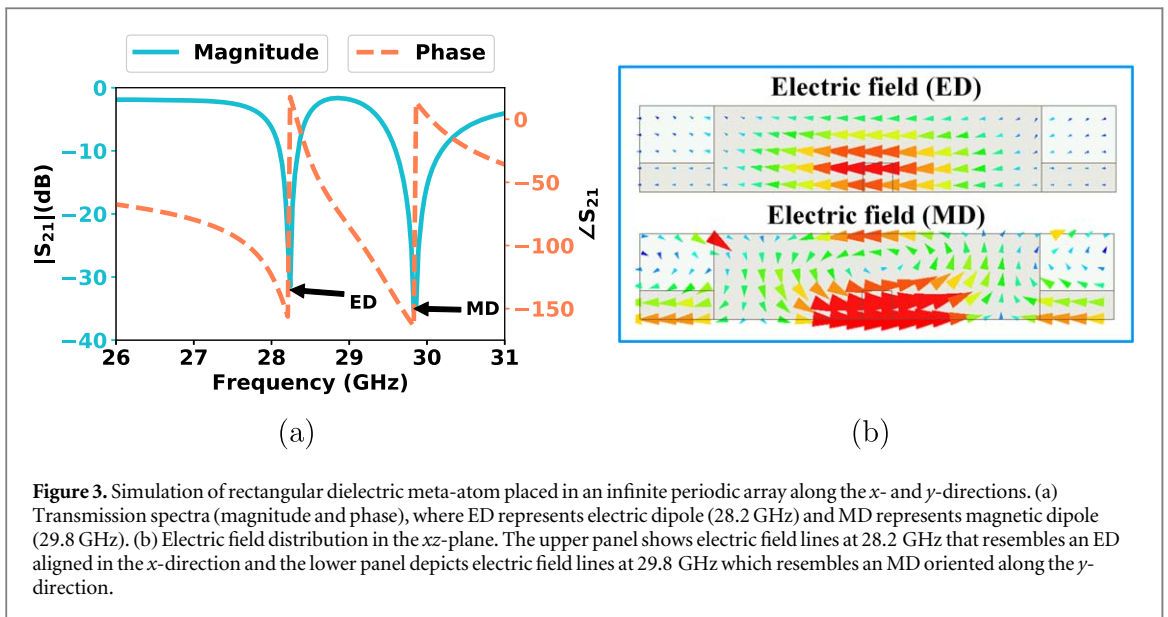 Magnitude
Phase
0
−10
−20
−30
−40
|S21|(dB)
0
−50
−100
−150
∠S21
ED
MD
26 27 28 29 30 31
Frequency (GHz)
(a)
Electric field (ED)
Electric field (MD)
(b)
Figure 3. Simulation of rectangular dielectric meta-atom placed in an infinite periodic array along the x- and y-directions. (a)
Transmission spectra (magnitude and phase), where ED represents electric dipole (28.2 GHz) and MD represents magnetic dipole
(29.8 GHz). (b) Electric field distribution in the xz-plane. The upper panel shows electric field lines at 28.2 GHz that resembles an ED
aligned in the x-direction and the lower panel depicts electric field lines at 29.8 GHz which resembles an MD oriented along the y-
direction.